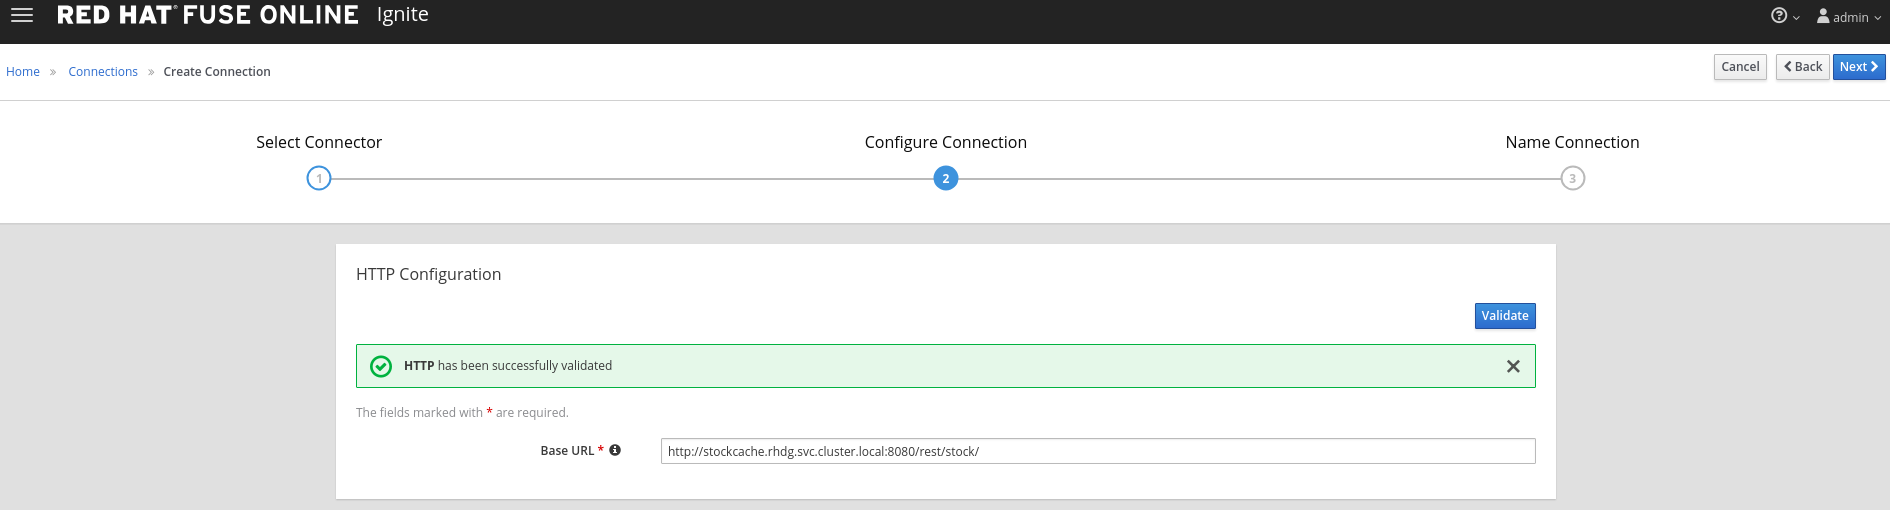 RED HAT® FUSE ONLINE Ignite
? admin
Home » Connections » Create Connection
Cancel Back Next
Select Connector Configure Connection Name Connection
1 2 3
HTTP Configuration
Validate
HTTP has been successfully validated
The fields marked with * are required.
Base URL * http://stockcache.rhdg.svc.cluster.local:8080/rest/stock/